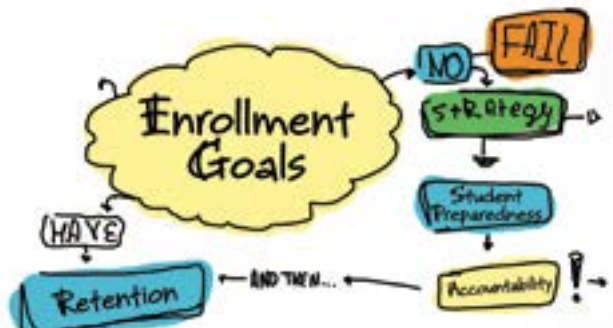 FAIL
NO
Enrollment
Goals
StRAtegy
Student
Preparedness
HAVE
AND THEN...
Accountability !
Retention